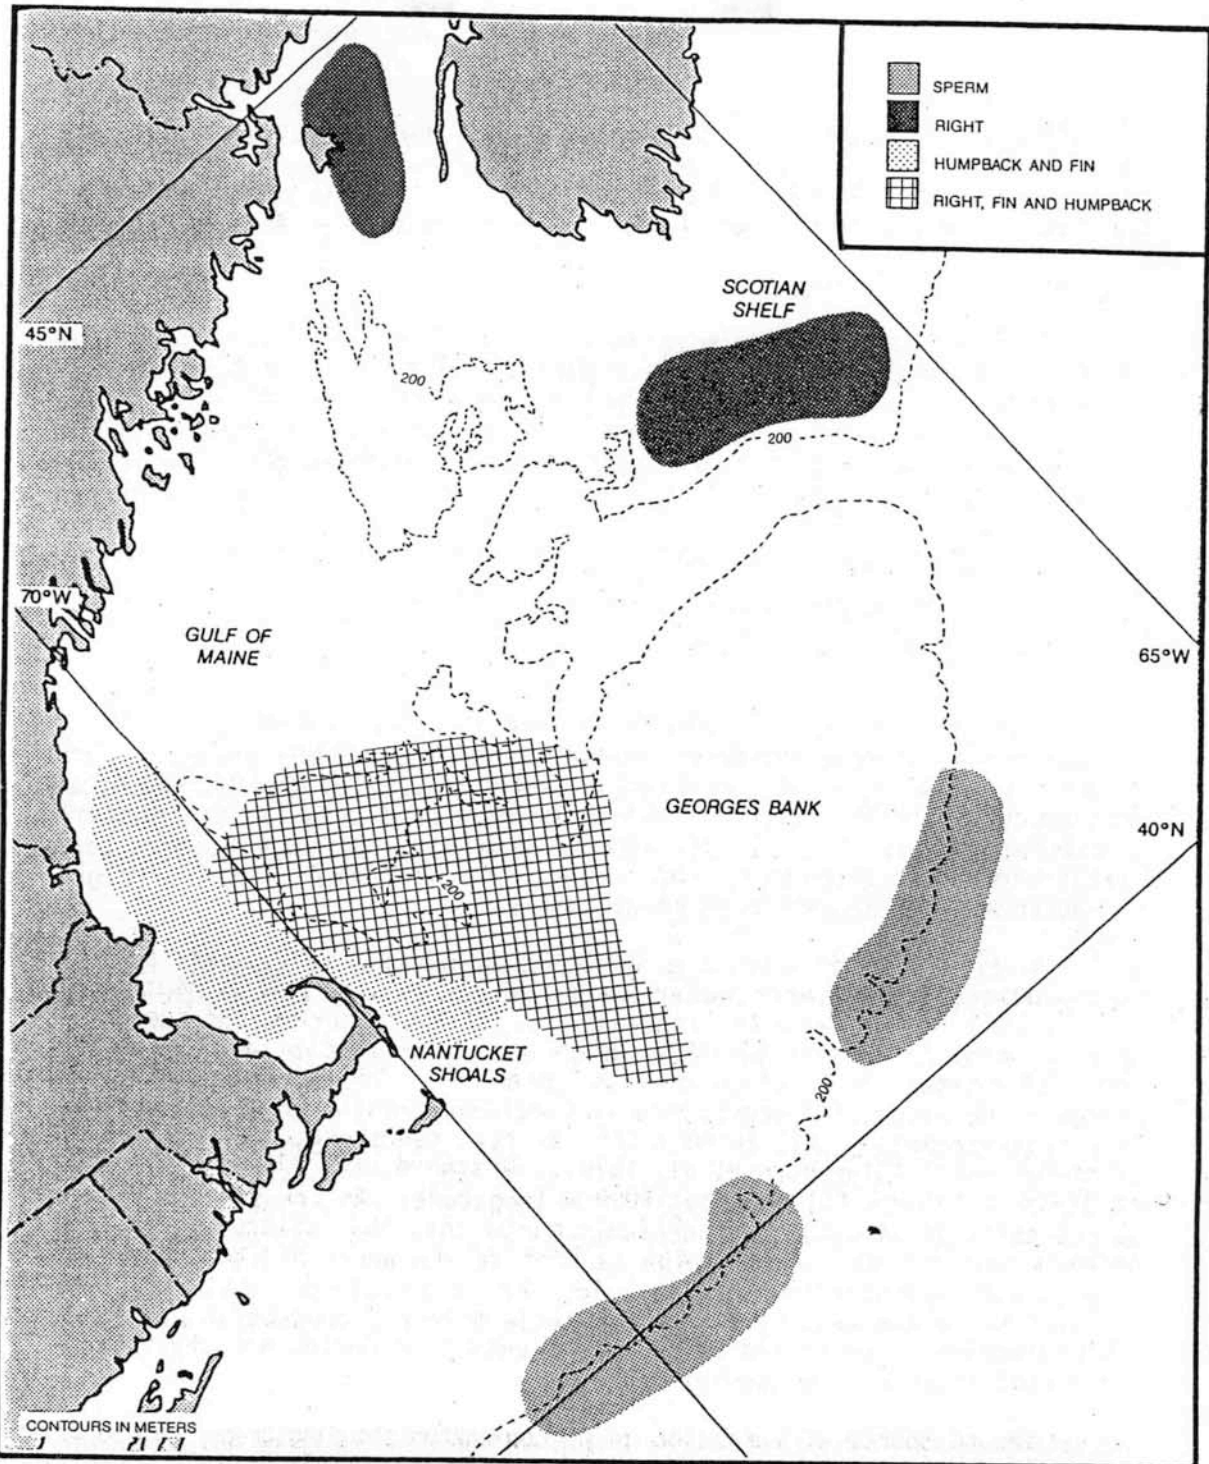 SPERM
RIGHT
HUMPBACK AND FIN
RIGHT, FIN AND HUMPBACK
SCOTIAN
SHELF
45°N
200
200
70°W
GULF OF
MAINE
65°W
GEORGES BANK
40°N
200
NANTUCKET
SHOALS
200
CONTOURS IN METERS